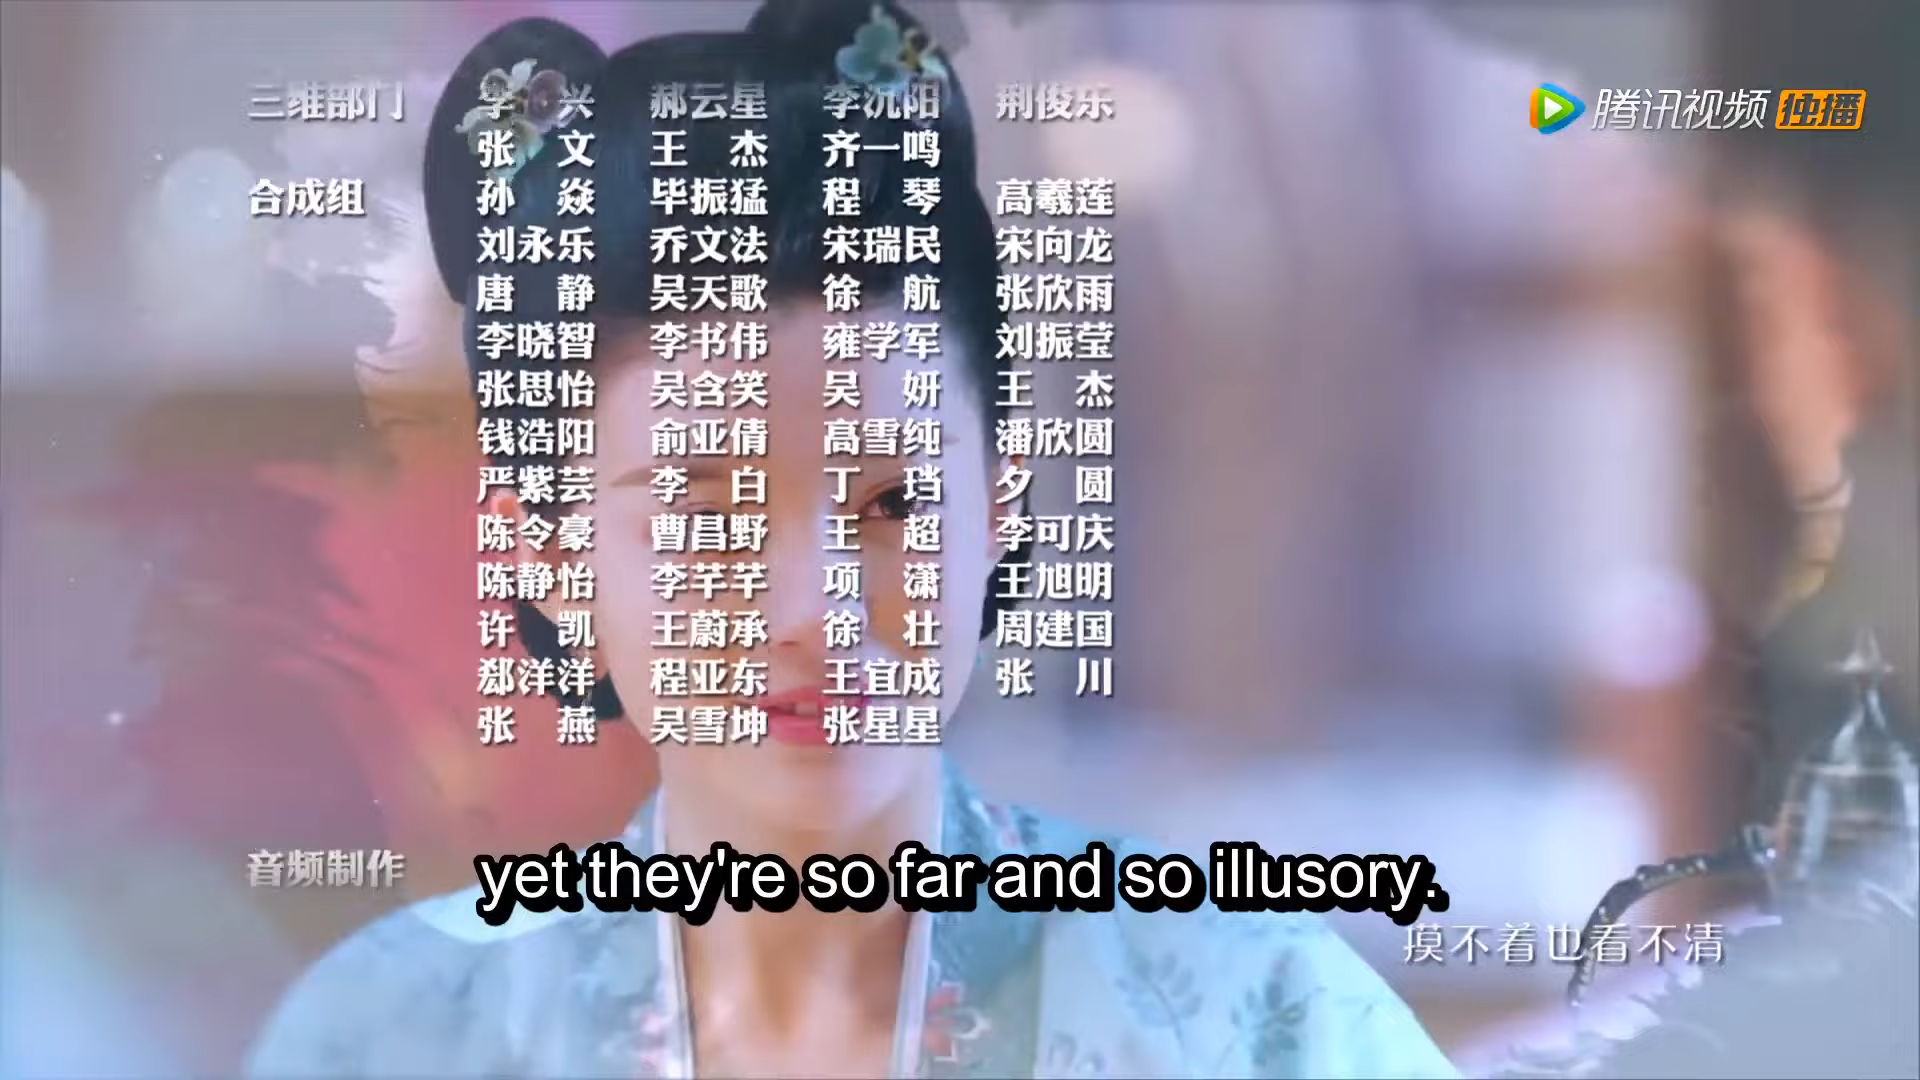 三维部门 李 兴 郝云星 李沉阳 荆俊乐
腾讯视频 独播
张 文 王 杰 齐一鸣
合成组 孙 焱 毕振猛 程 琴 高羲莲
刘永乐 乔文法 宋瑞民 宋向龙
唐 静 吴天歌 徐 航 张欣雨
李晓智 李书伟 雍学军 刘振莹
张思怡 吴含笑 吴 妍 王 杰
钱浩阳 俞亚倩 高雪纯 潘欣圆
严紫芸 李 白 丁 珰 夕 圆
陈令豪 曹昌野 王 超 李可庆
陈静怡 李芊芊 项 潇 王旭明
许 凯 王蔚承 徐 壮 周建国
郄洋洋 程亚东 王宜成 张 川
张 燕 吴雪坤 张星星
音频制作
yet they're so far and so illusory.
摸不着也看不清